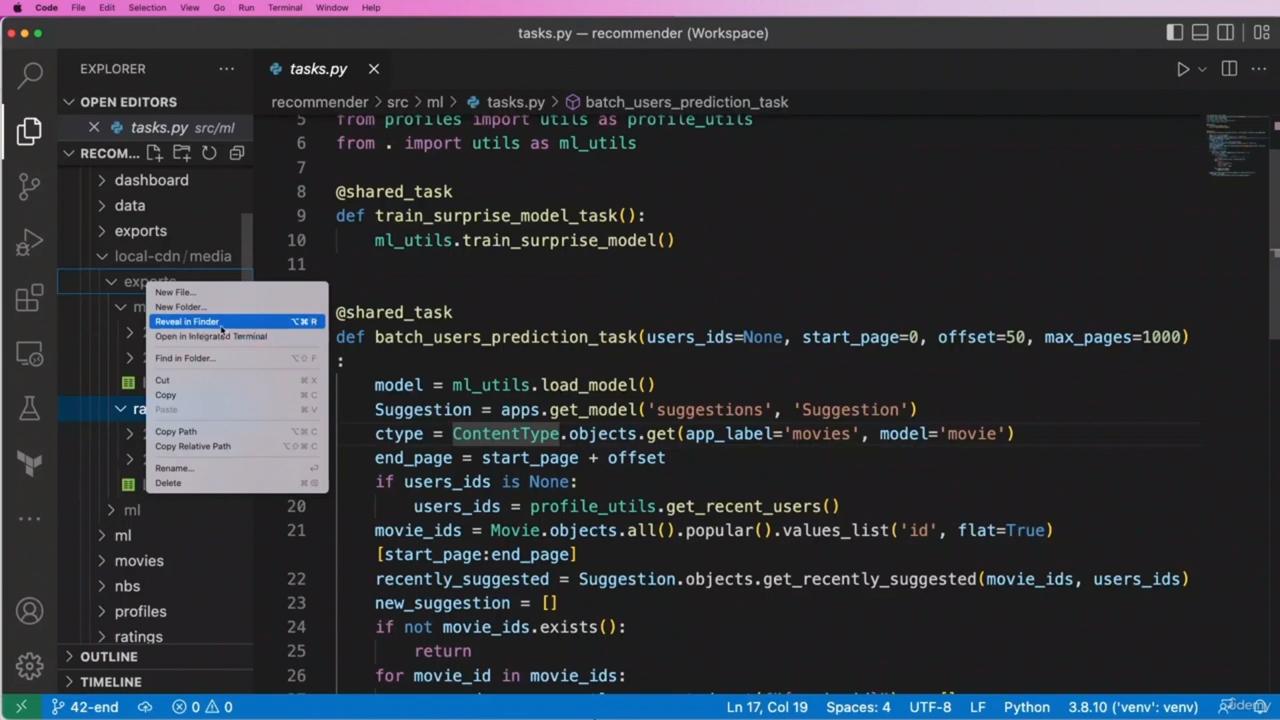 Code File Edit Selection View Go Run Terminal Window Help
tasks.py — recommender (Workspace)
EXPLORER
tasks.py
OPEN EDITORS
recommender > src > ml > tasks.py > batch_users_prediction_task
tasks.py src/ml
RECOM...
dashboard
data
exports
local-cdn/media
exports
New File...
New Folder...
Reveal in Finder ⌥⌘ R
Open in Integrated Terminal
Find in Folder... ⌥⇧ F
Cut ⌘ X
Copy ⌘ C
Paste ⌘ V
Copy Path ⌥⌘ C
Copy Relative Path ⌥⇧⌘ C
Rename...
Delete
ml
ml
movies
nbs
profiles
ratings
OUTLINE
TIMELINE
5 from profiles import utils as profile_utils
6 from . import utils as ml_utils
7
8 @shared_task
9 def train_surprise_model_task():
10 ml_utils.train_surprise_model()
11
@shared_task
def batch_users_prediction_task(users_ids=None, start_page=0, offset=50, max_pages=1000)
:
model = ml_utils.load_model()
Suggestion = apps.get_model('suggestions', 'Suggestion')
ctype = ContentType.objects.get(app_label='movies', model='movie')
end_page = start_page + offset
if users_ids is None:
20 users_ids = profile_utils.get_recent_users()
21 movie_ids = Movie.objects.all().popular().values_list('id', flat=True)
[start_page:end_page]
22 recently_suggested = Suggestion.objects.get_recently_suggested(movie_ids, users_ids)
23 new_suggestion = []
24 if not movie_ids.exists():
25 return
26 for movie_id in movie_ids:
42-end 0 0 Ln 17, Col 19 Spaces: 4 UTF-8 LF Python 3.8.10 ('venv': venv)
Udemy